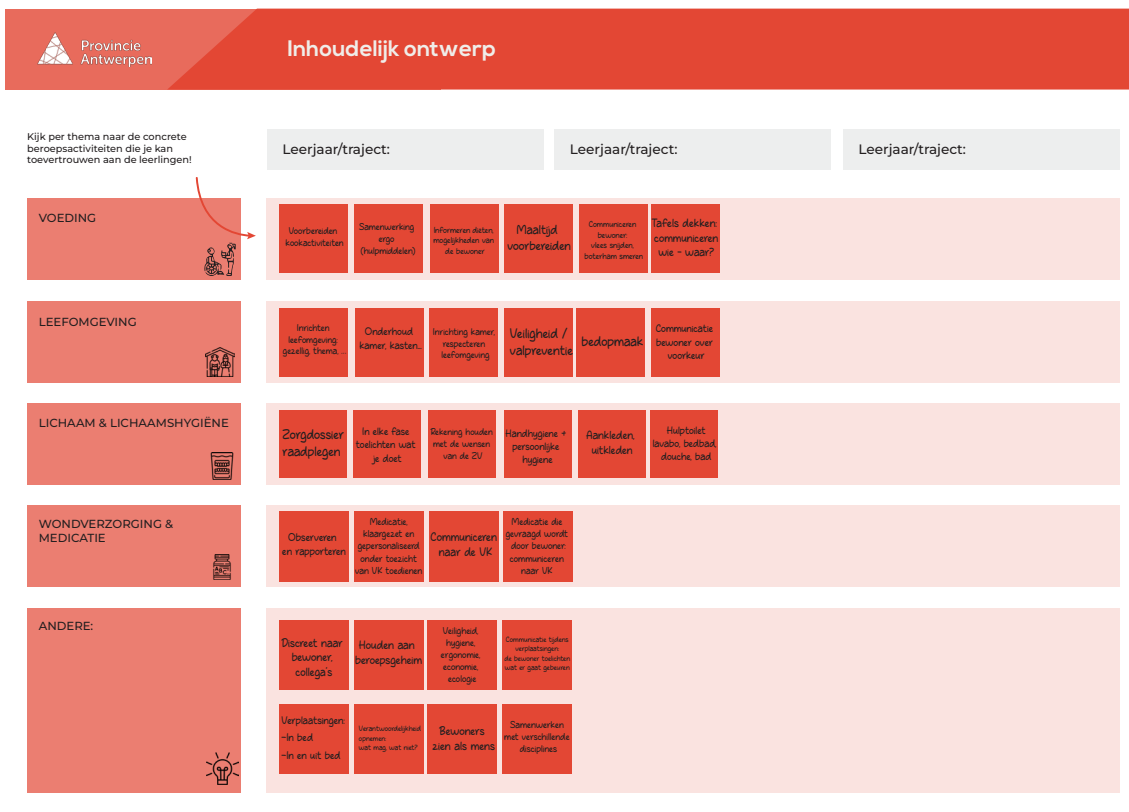 Provincie
Antwerpen
Inhoudelijk ontwerp
Kijk per thema naar de concrete
beroepsactiviteiten die je kan
toevertrouwen aan de leerlingen!
Leerjaar/traject:
Leerjaar/traject:
Leerjaar/traject:
VOEDING
Voorbereiden
kookactiviteiten
Samenwerking
ergo
(hulpmiddelen)
Informeren dieten,
mogelijkheden van
de bewoner
Maaltijd
voorbereiden
Communiceren
bewoner:
vlees snijden,
boterham smeren
Tafels dekken:
communiceren
wie - waar?
LEEFOMGEVING
Inrichten
leefomgeving:
gezellig, thema, ...
Onderhoud
kamer, kasten...
Inrichting kamer,
respecteren
leefomgeving
Veiligheid /
valpreventie
bedopmaak
Communicatie
bewoner over
voorkeur
LICHAAM & LICHAAMSHYGIËNE
Zorgdossier
raadplegen
In elke fase
toelichten wat
je doet
Rekening houden
met de wensen
van de ZV
Handhygiene +
persoonlijke
hygiene
Aankleden,
uitkleden
Hulptoilet
lavabo, bedbad,
douche, bad
WONDVERZORGING &
MEDICATIE
Observeren
en rapporteren
Medicatie,
klaargezet en
gepersonaliseerd
onder toezicht
van UK toedienen
Communiceren
naar de UK
Medicatie die
gevraagd wordt
door bewoner:
communiceren
naar UK
ANDERE:
Discreet naar
bewoner,
collega's
Houden aan
beroepsgeheim
Veiligheid,
hygiene,
ergonomie,
economie,
ecologie
Communicatie tijdens
verplaatsingen:
de bewoner toelichten
wat er gaat gebeuren
Verplaatsingen:
-In bed
-In en uit bed
Verantwoordelijkheid
opnemen
wat mag, wat niet?
Bewoners
zien als mens
Samenwerken
met verschillende
disciplines